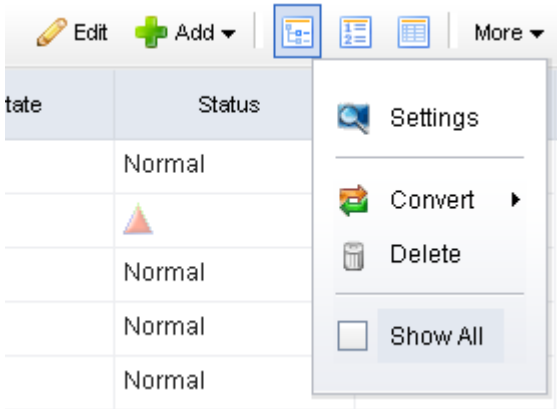 Edit Add More
tate Status
Normal
Normal
Normal
Normal
Settings
Convert
Delete
Show All